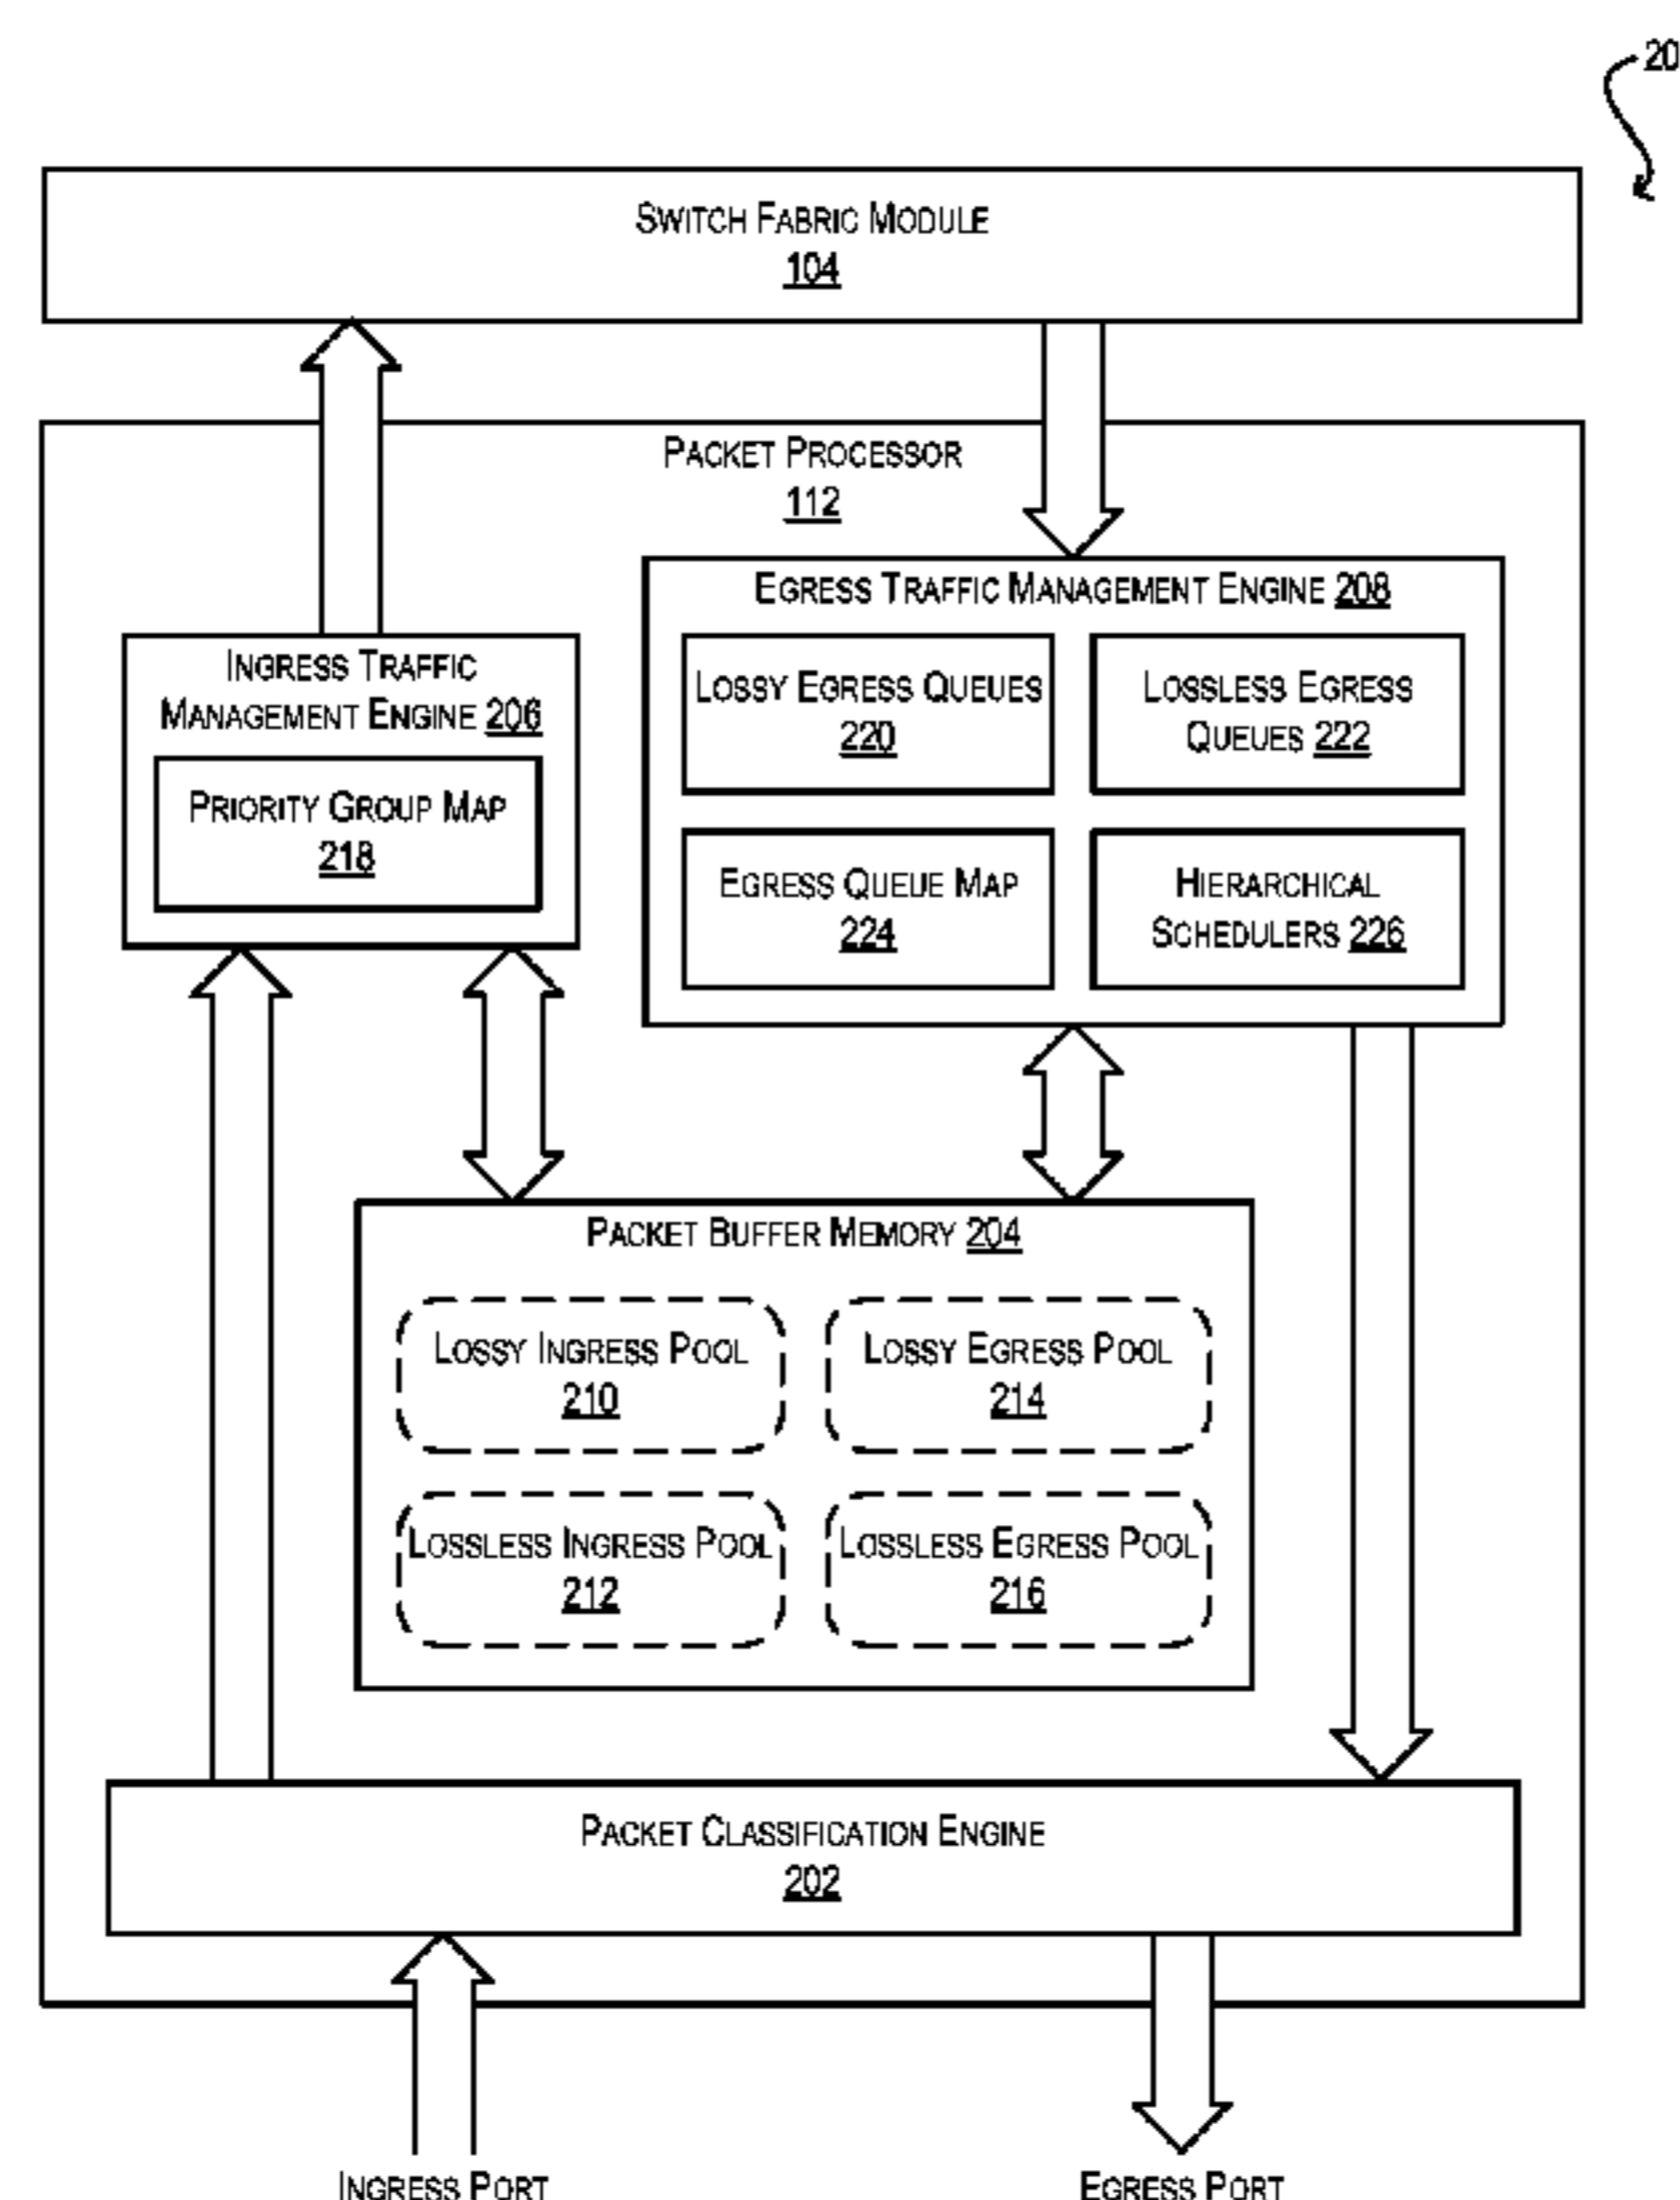 20
SWITCH FABRIC MODULE
104
PACKET PROCESSOR
112
EGRESS TRAFFIC MANAGEMENT ENGINE 208
INGRESS TRAFFIC
MANAGEMENT ENGINE 206
LOSSY EGRESS QUEUES
220
LOSSLESS EGRESS
QUEUES 222
PRIORITY GROUP MAP
218
EGRESS QUEUE MAP
224
HIERARCHICAL
SCHEDULERS 226
PACKET BUFFER MEMORY 204
LOSSY INGRESS POOL
210
LOSSY EGRESS POOL
214
LOSSLESS INGRESS POOL
212
LOSSLESS EGRESS POOL
216
PACKET CLASSIFICATION ENGINE
202
INGRESS PORT
EGRESS PORT